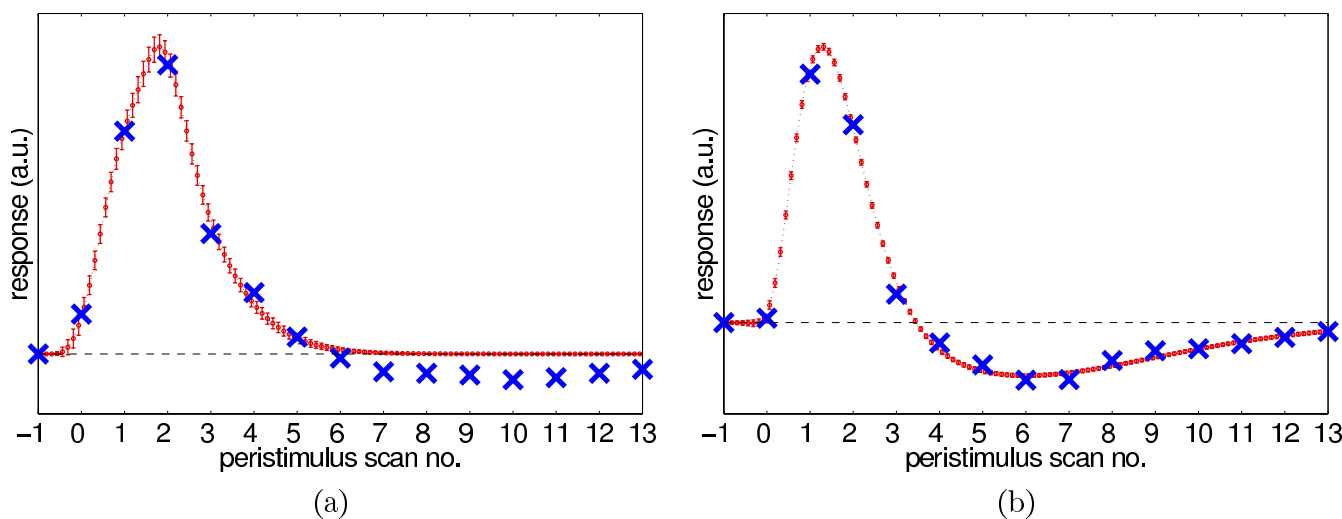 response (a.u.)
−1 0 1 2 3 4 5 6 7 8 9 10 11 12 13
peristimulus scan no.
(a)
response (a.u.)
−1 0 1 2 3 4 5 6 7 8 9 10 11 12 13
peristimulus scan no.
(b)